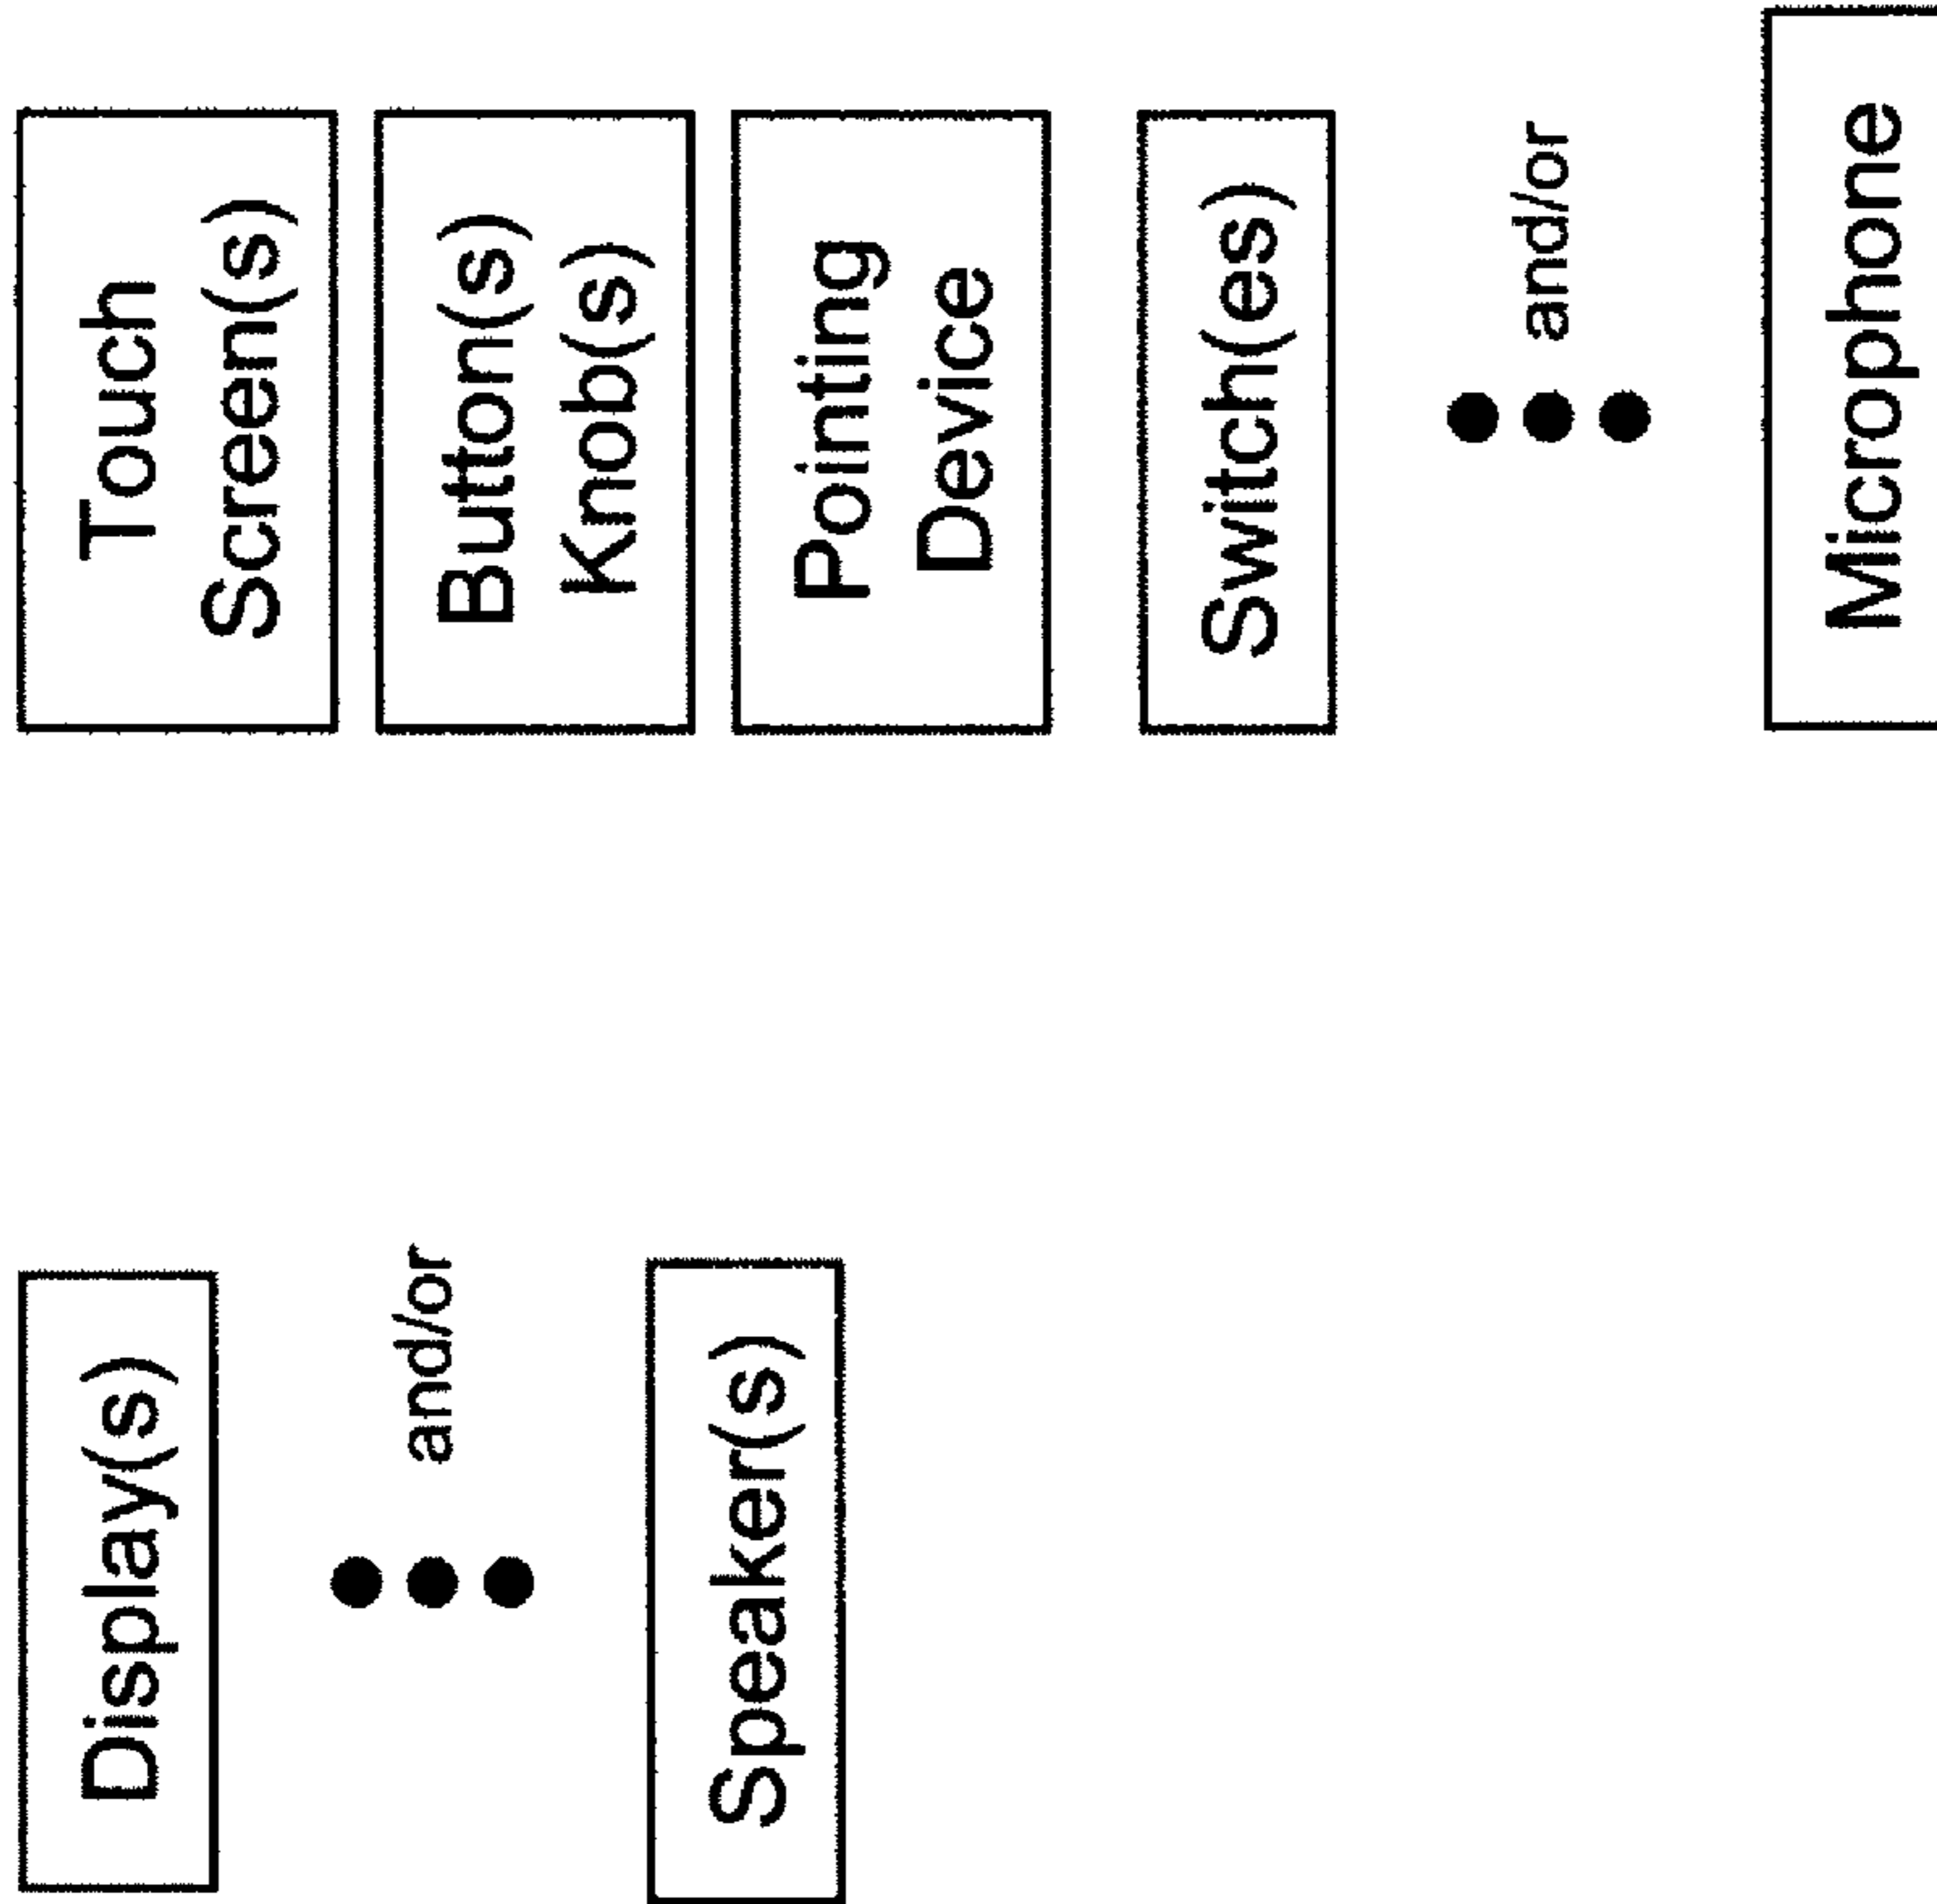 Display(s)
and/or
Speaker(s)
Touch
Screen(s)
Button(s)
Knob(s)
Pointing
Device
Switch(es)
and/or
Microphone